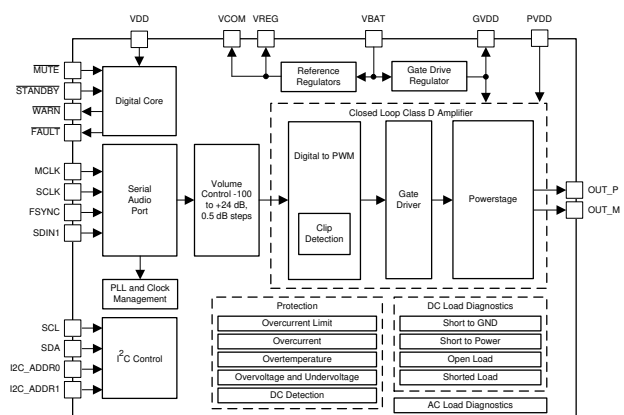 VDD
VCOM
VREG
VBAT
GVDD
PVDD
MUTE
STANDBY
WARN
FAULT
Digital Core
Reference
Regulators
Gate Drive
Regulator
Closed Loop Class D Amplifier
MCLK
SCLK
FSYNC
SDIN1
Serial
Audio
Port
Volume
Control -100
to +24 dB,
0.5 dB steps
Digital to PWM
Clip
Detection
Gate
Driver
Powerstage
OUT_P
OUT_M
PLL and Clock
Management
SCL
SDA
I2C_ADDR0
I2C_ADDR1
I²C Control
Protection
Overcurrent Limit
Overcurrent
Overtemperature
Overvoltage and Undervoltage
DC Detection
DC Load Diagnostics
Short to GND
Short to Power
Open Load
Shorted Load
AC Load Diagnostics